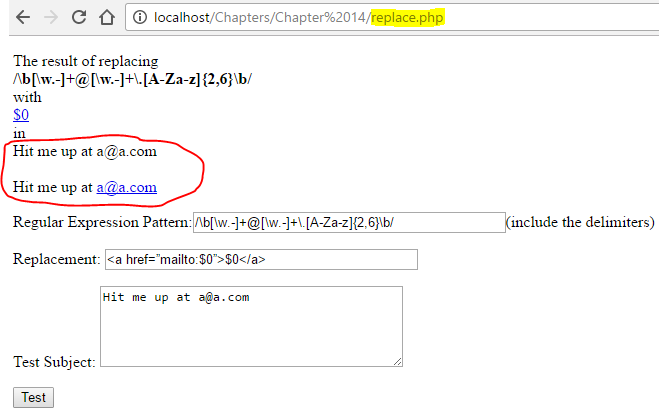 localhost/Chapters/Chapter%2014/replace.php
The result of replacing
/\b[\w.-]+@[\w.-]+\.[A-Za-z]{2,6}\b/
with
$0
in
Hit me up at a@a.com
Hit me up at a@a.com
Regular Expression Pattern: /\b[\w.-]+@[\w.-]+\.[A-Za-z]{2,6}\b/ (include the delimiters)
Replacement: <a href=”mailto:$0”>$0</a>
Hit me up at a@a.com
Test Subject:
Test